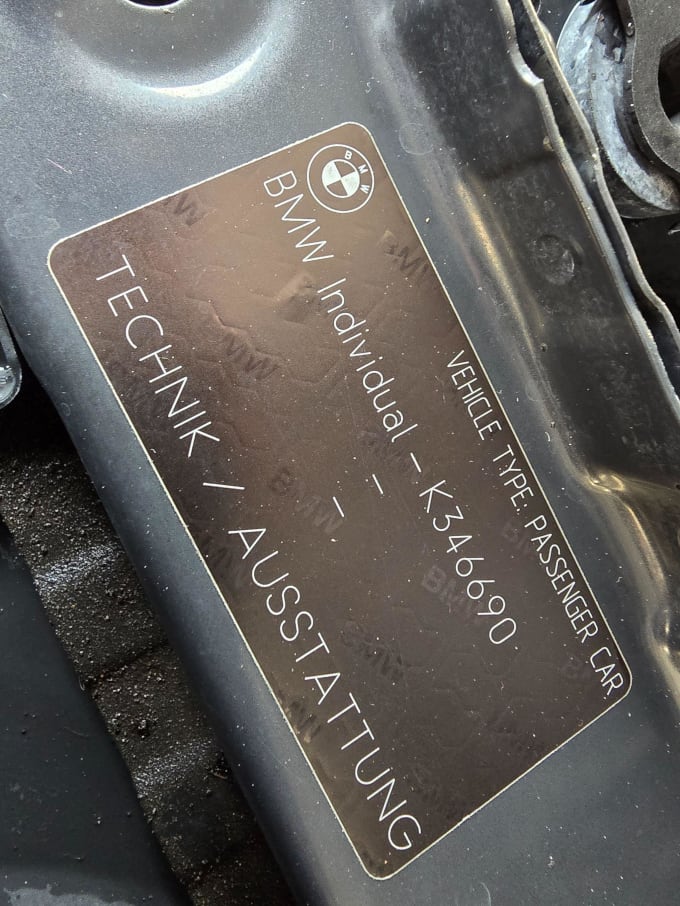 BMW
VEHICLE TYPE: PASSENGER CAR
BMW Individual - K346690
-
-
TECHNIK / AUSSTATTUNG